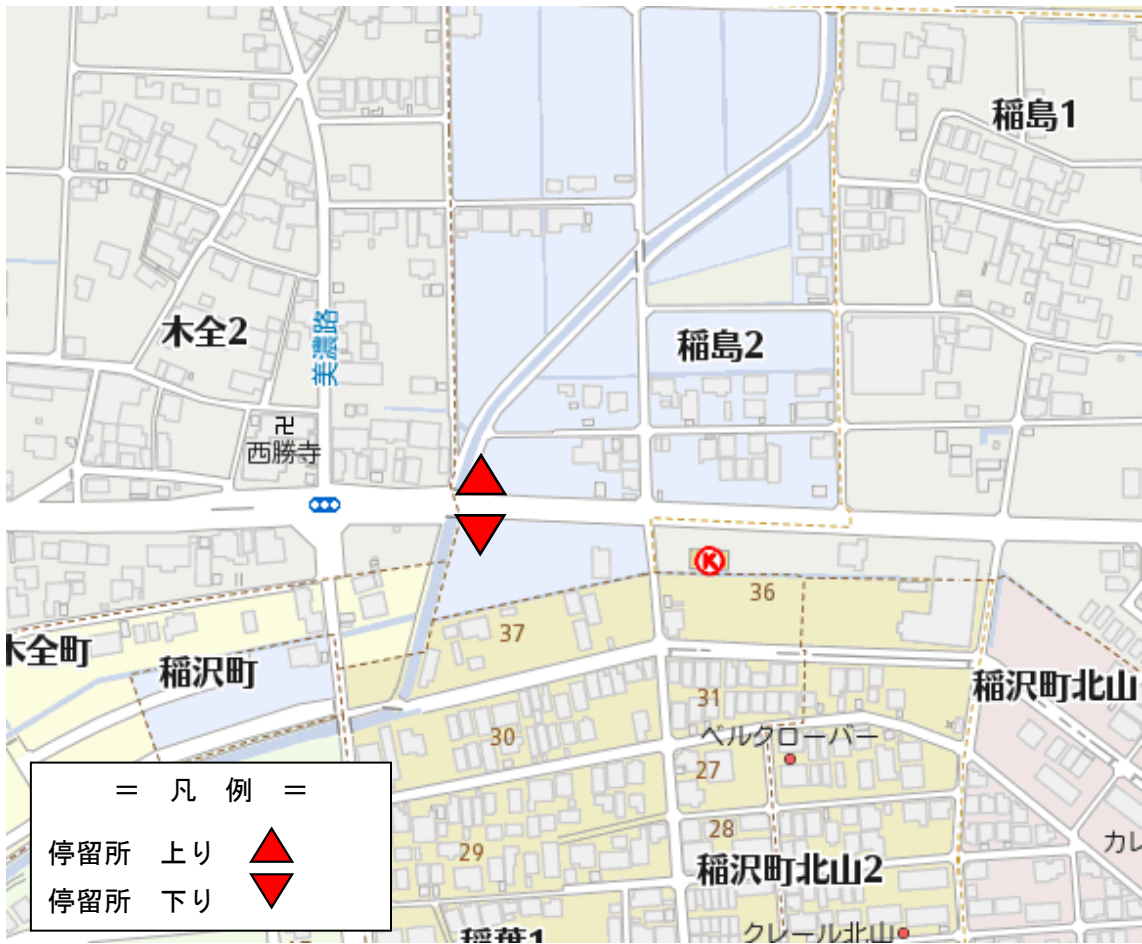 稲島1
木全2
美濃路
稲島2
卍
西勝寺
K
36
37
木全町
稲沢町
稲沢町北山
31
30
ベルクローバー
27
28
29
稲沢町北山2
カレ
クレール北山
稲葉1
= 凡 例 =
停留所 上り
停留所 下り